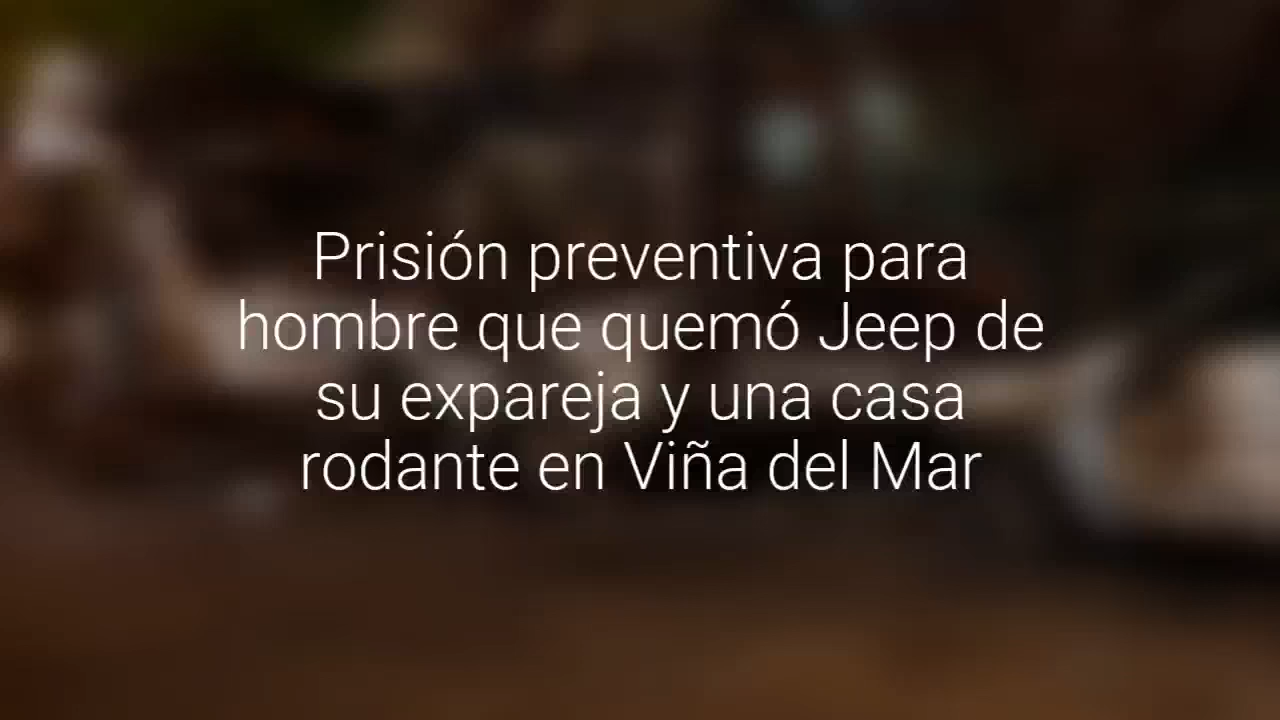 Prisión preventiva para
hombre que quemó Jeep de
su expareja y una casa
rodante en Viña del Mar